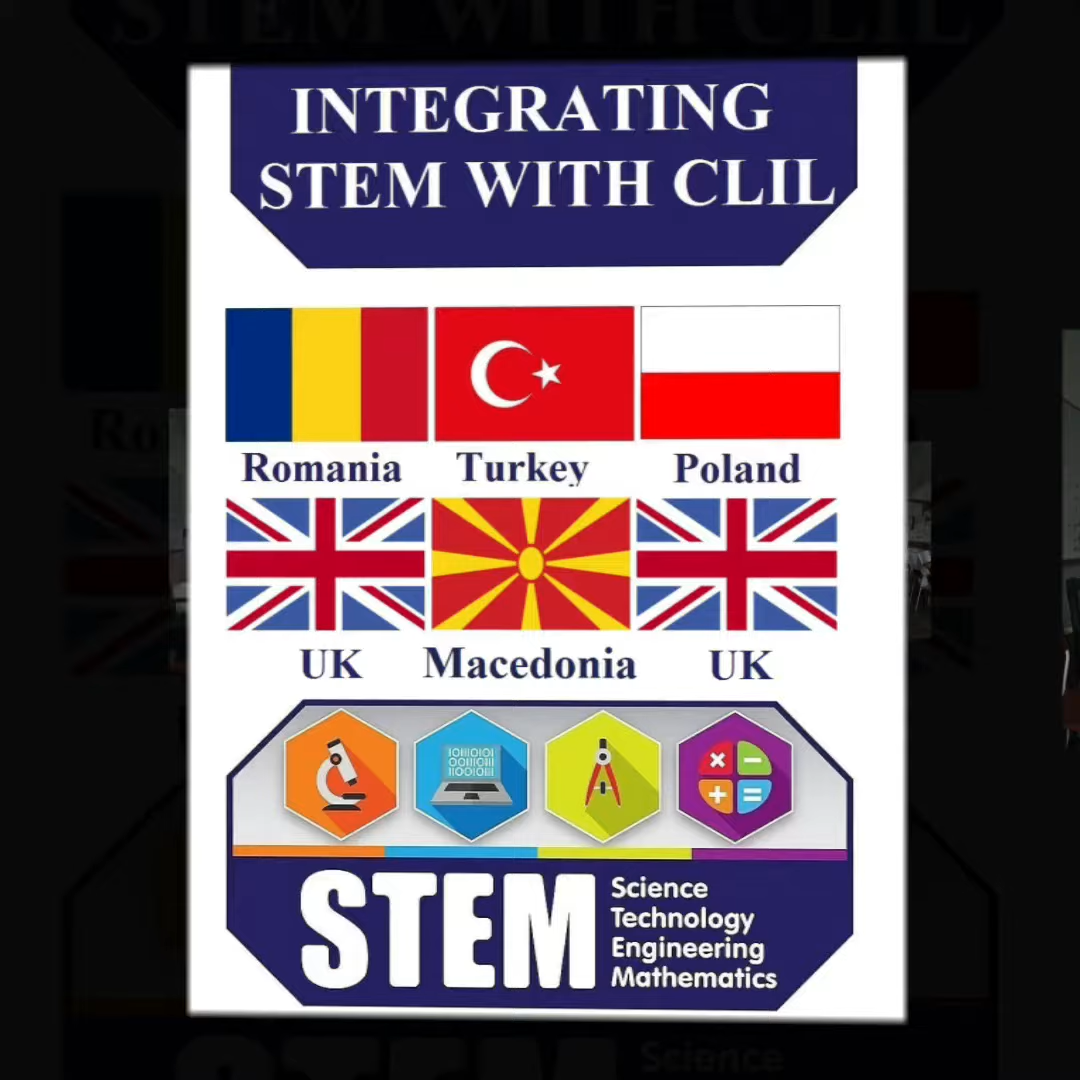 INTEGRATING
STEM WITH CLIL
Romania Turkey Poland
UK Macedonia UK
STEM
Science
Technology
Engineering
Mathematics